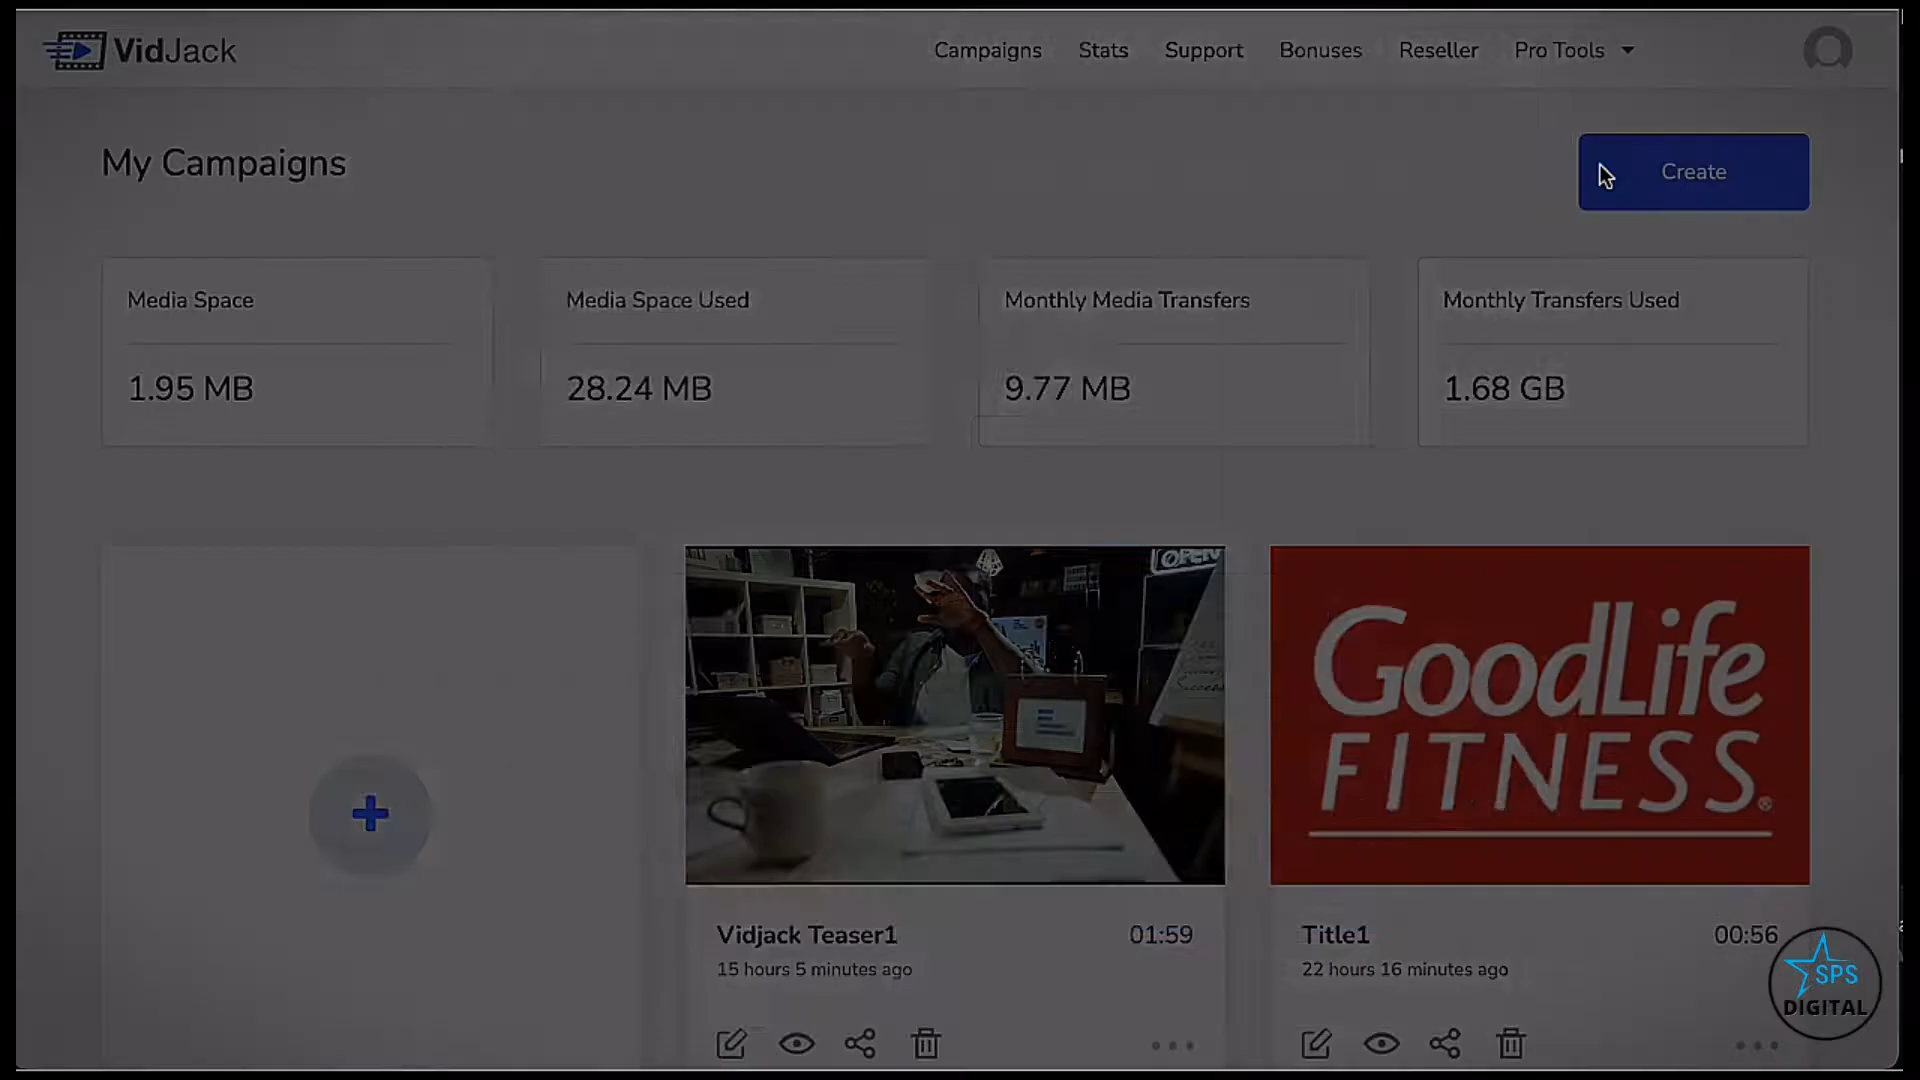 VidJack
Campaigns Stats Support Bonuses Reseller Pro Tools
My Campaigns
Create
Media Space
Media Space Used
Monthly Media Transfers
Monthly Transfers Used
1.95 MB
28.24 MB
9.77 MB
1.68 GB
OPEN
GoodLife
FITNESS®
Vidjack Teaser1 01:59
15 hours 5 minutes ago
Title1 00:56
22 hours 16 minutes ago
SPS
DIGITAL